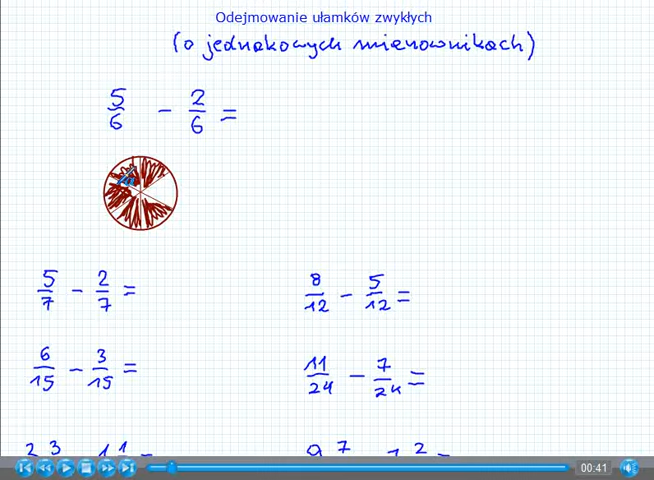 Odejmowanie ułamków zwykłych
(o jednakowych mianownikach)
5/6 - 2/6 =
5/7 - 2/7 = 8/12 - 5/12 =
6/15 - 3/15 = 11/24 - 7/24 =
00:41